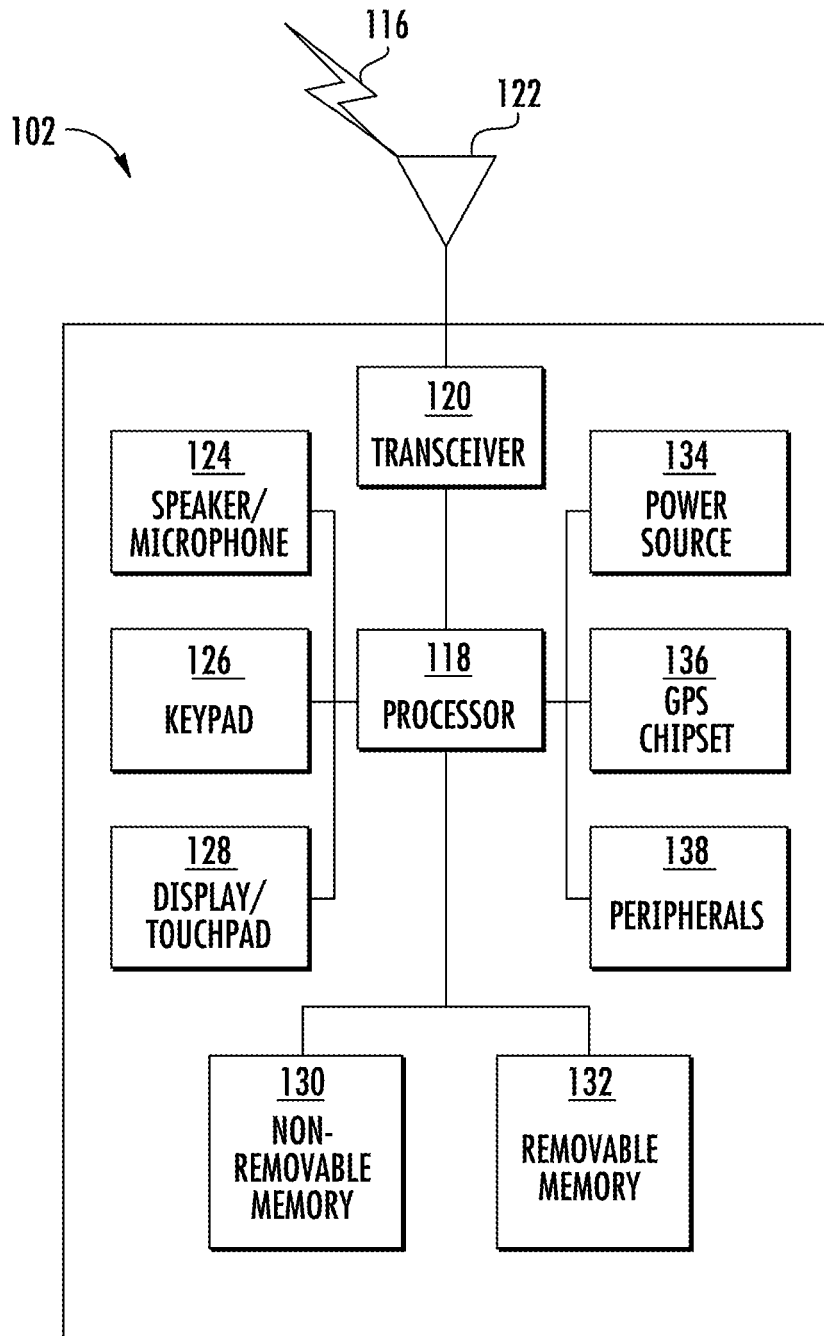 116
122
102
120
TRANSCEIVER
124
SPEAKER/
MICROPHONE
134
POWER
SOURCE
126
KEYPAD
118
PROCESSOR
136
GPS
CHIPSET
128
DISPLAY/
TOUCHPAD
138
PERIPHERALS
130
NON-
REMOVABLE
MEMORY
132
REMOVABLE
MEMORY